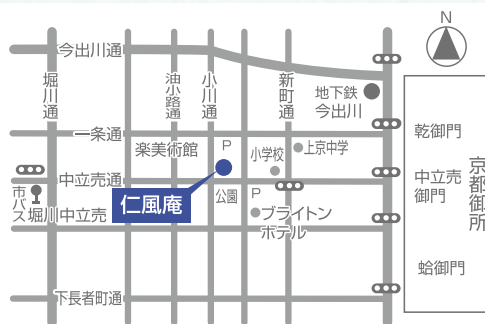 N
今出川通
堀川通
油小路通
小川通
新町通
地下鉄
今出川
一条通
楽美術館
P
小学校
上京中学
乾御門
中立売通
市バス
堀川中立売
仁風庵
公園
P
ブライトン
ホテル
中立売
御門
京都御所
蛤御門
下長者町通